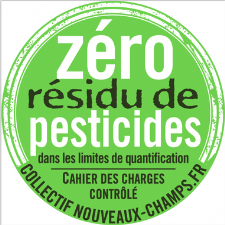 zéro
résidu de
pesticides
dans les limites de quantification
CAHIER DES CHARGES
CONTRÔLÉ
COLLECTIF NOUVEAUX-CHAMPS.FR